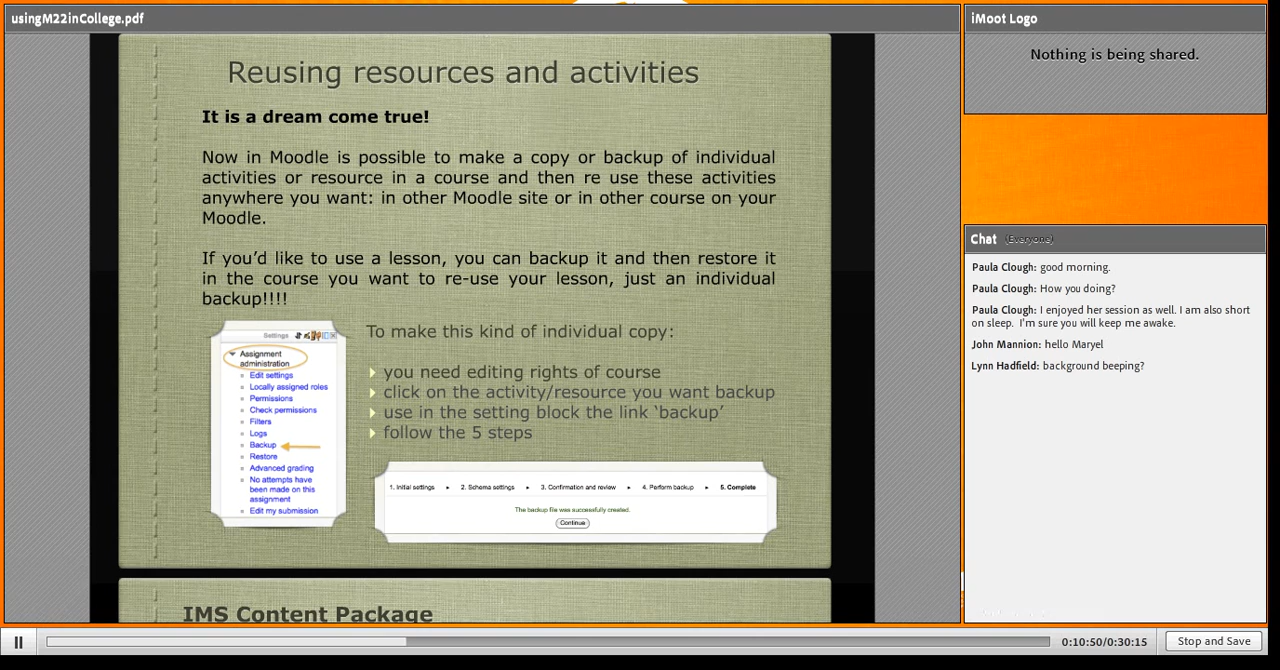 usingM22inCollege.pdf
Reusing resources and activities
It is a dream come true!
Now in Moodle is possible to make a copy or backup of individual
activities or resource in a course and then re use these activities
anywhere you want: in other Moodle site or in other course on your
Moodle.
If you’d like to use a lesson, you can backup it and then restore it
in the course you want to re-use your lesson, just an individual
backup!!!!
Settings
Assignment
administration
Edit settings
Locally assigned roles
Permissions
Check permissions
Filters
Logs
Backup
Restore
Advanced grading
No attempts have
been made on this
assignment
Edit my submission
To make this kind of individual copy:
you need editing rights of course
click on the activity/resource you want backup
use in the setting block the link ‘backup’
follow the 5 steps
1. Initial settings ► 2. Schema settings ► 3. Confirmation and review ► 4. Perform backup ► 5. Complete
The backup file was successfully created.
Continue
IMS Content Package
iMoot Logo
Nothing is being shared.
Chat (Everyone)
Paula Clough: good morning.
Paula Clough: How you doing?
Paula Clough: I enjoyed her session as well. I am also short
on sleep. I'm sure you will keep me awake.
John Mannion: hello Maryel
Lynn Hadfield: background beeping?
0:10:50/0:30:15
Stop and Save